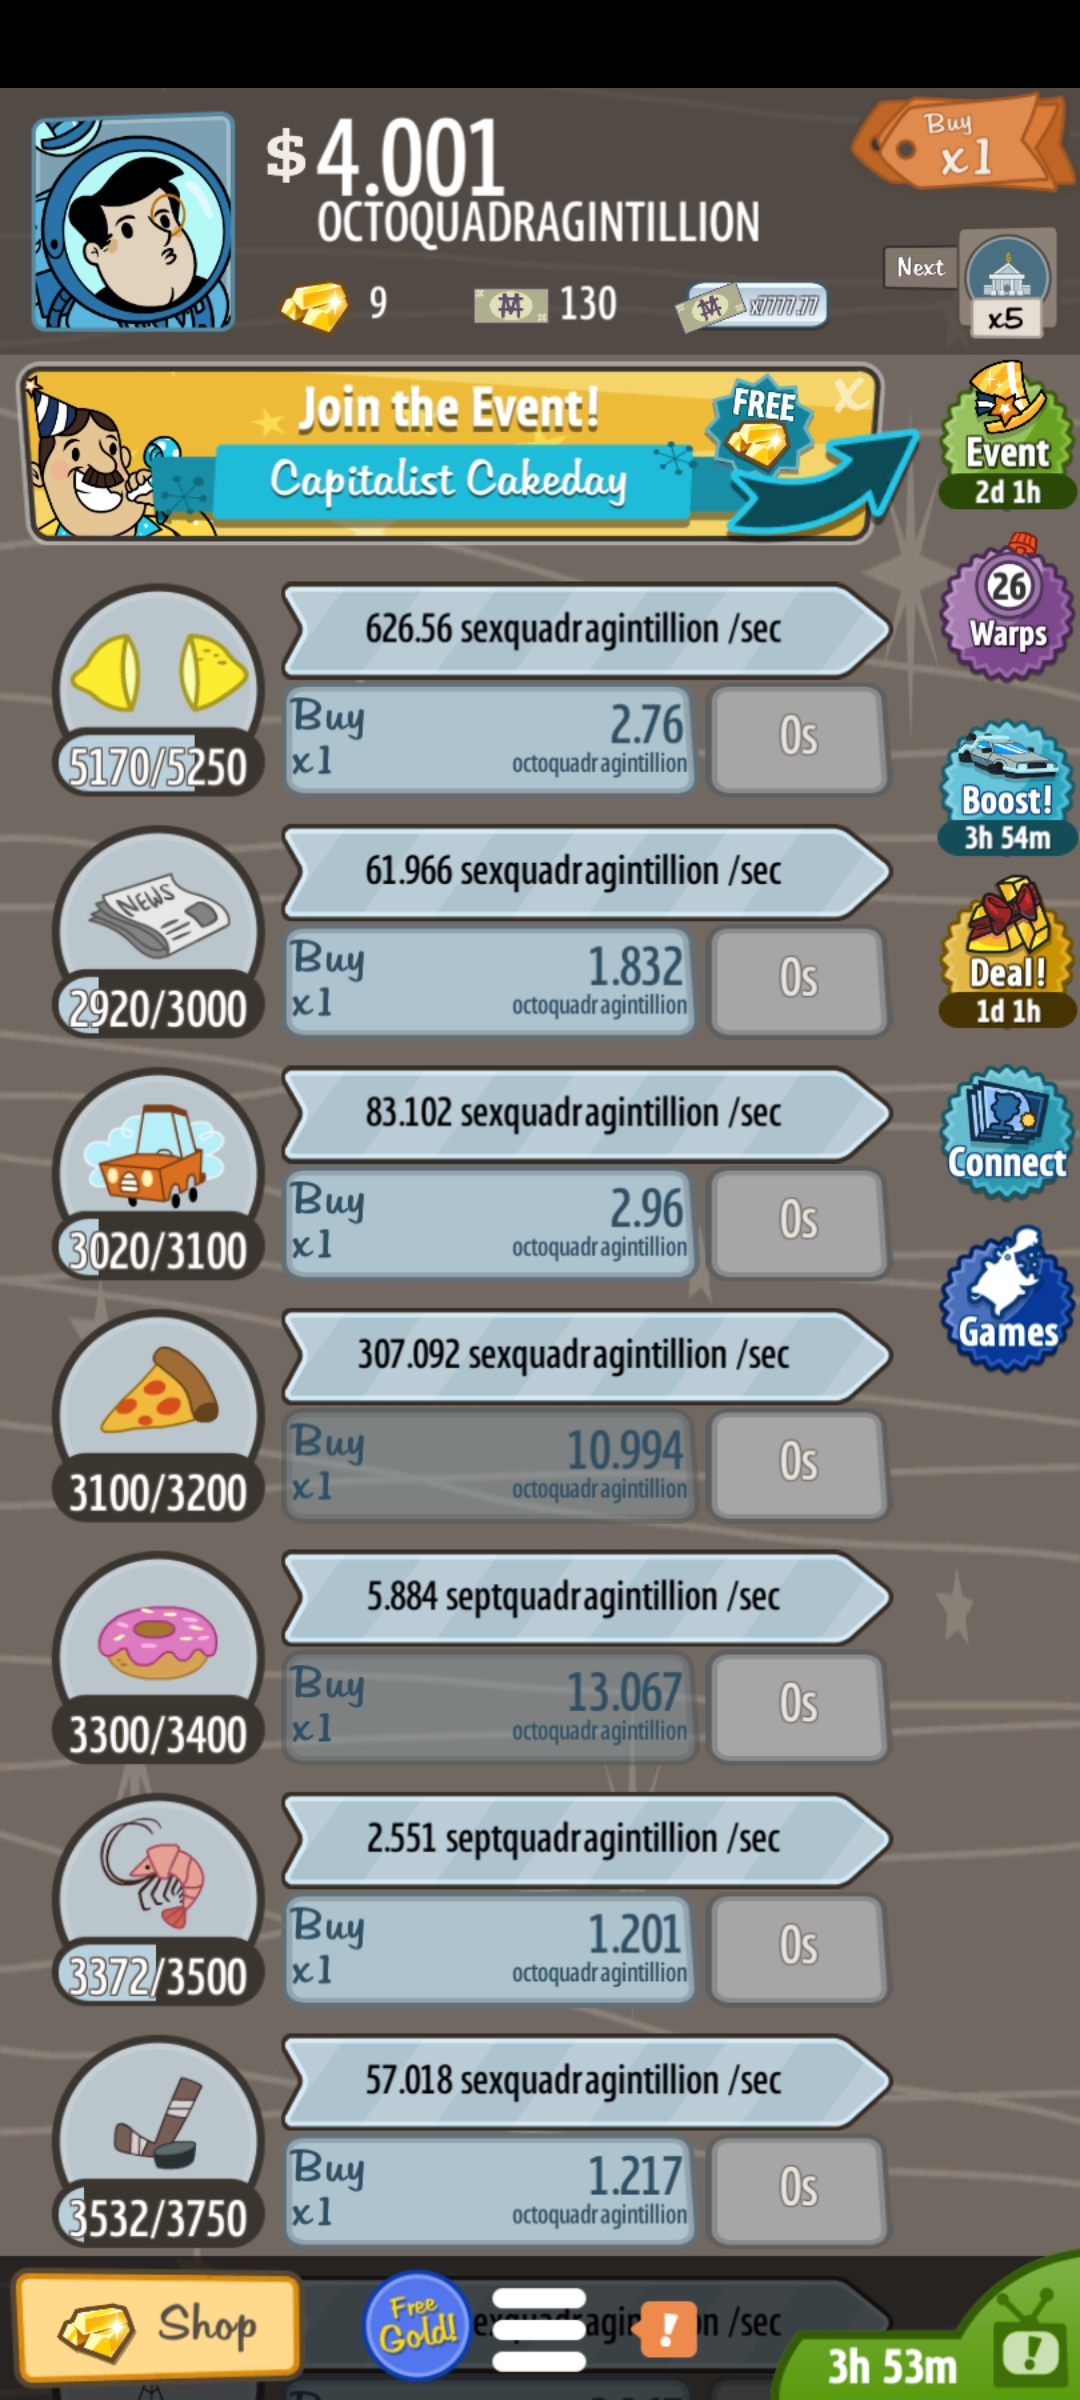 $ 4.001
OCTOQUADRAGINTILLION
Buy
x1
9
130
x7777.77
Next
x5
Join the Event!
Capitalist Cakeday
FREE
X
Event
2d 1h
26
Warps
626.56 sexquadragintillion /sec
5170/5250
Buy
x1
2.76
octoquadragintillion
0s
Boost!
3h 54m
61.966 sexquadragintillion /sec
NEWS
2920/3000
Buy
x1
1.832
octoquadragintillion
0s
Deal!
1d 1h
83.102 sexquadragintillion /sec
3020/3100
Buy
x1
2.96
octoquadragintillion
0s
Connect
Games
307.092 sexquadragintillion /sec
3100/3200
Buy
x1
10.994
octoquadragintillion
0s
5.884 septquadragintillion /sec
3300/3400
Buy
x1
13.067
octoquadragintillion
0s
2.551 septquadragintillion /sec
3372/3500
Buy
x1
1.201
octoquadragintillion
0s
57.018 sexquadragintillion /sec
3532/3750
Buy
x1
1.217
octoquadragintillion
0s
Shop
Free
Gold!
!
/sec
3h 53m
!